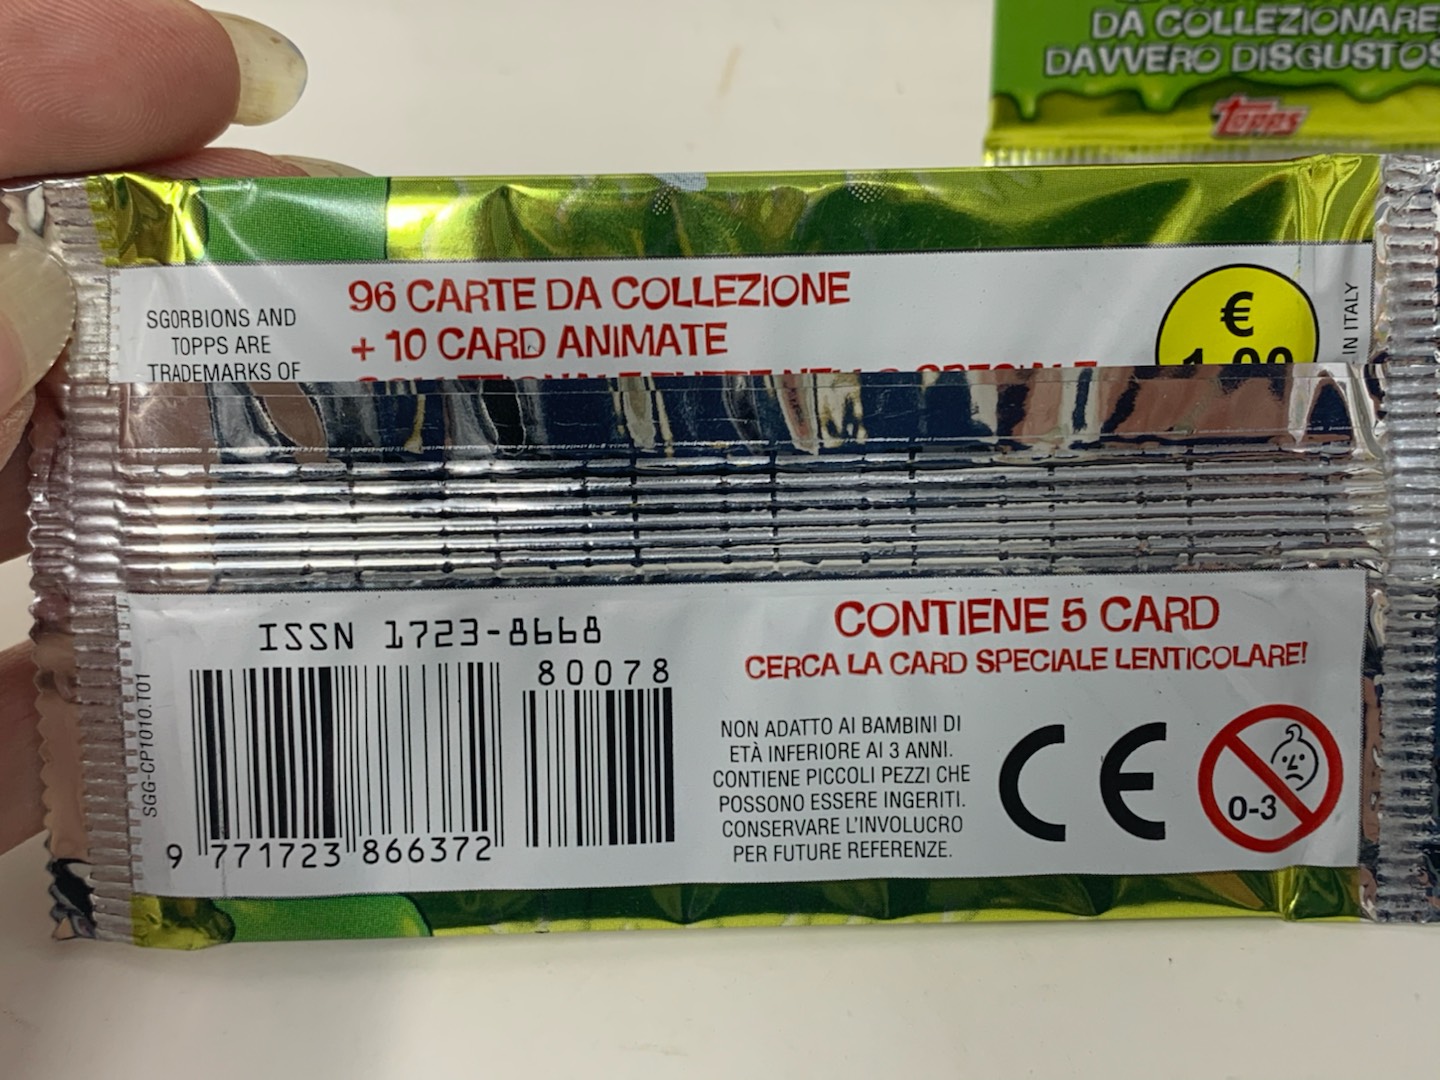 DA COLLEZIONARE
DAVVERO
Topps
SGORBIONS AND
TOPPS ARE
TRADEMARKS OF
96 CARTE DA COLLEZIONE
+ 10 CARD ANIMATE
€
1,00
IN ITALY
ISSN 1723-8668
80078
9 771723 866372
SGG-CP1010.T01
CONTIENE 5 CARD
CERCA LA CARD SPECIALE LENTICOLARE!
NON ADATTO AI BAMBINI DI
ETÀ INFERIORE AI 3 ANNI.
CONTIENE PICCOLI PEZZI CHE
POSSONO ESSERE INGERITI.
CONSERVARE L'INVOLUCRO
PER FUTURE REFERENZE.
CE
0-3